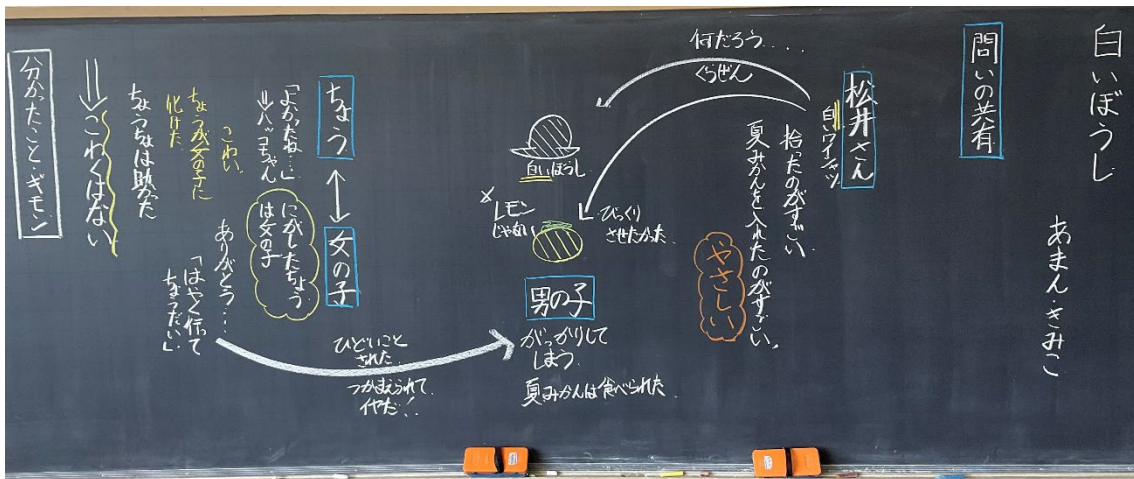 白いぼうし
あまん・きみこ
問いの共有
松井さん
白いワイシャツ
拾ったのがすごい
夏みかんを入れたのがすごい。
やさしい
何だろう....
ぐうぜん
びっくり
させたかった
白いぼうし
×レモン
じゃない
男の子
がっかりして
しまう
夏みかんは食べられた
ちょう
女の子
「よかったね…」
⇒ハッコちゃん
にがしたちょう
は女の子
こわい
ちょうが女の子に
化けた
ちょうちょは助かった
ありがとう…
「はやく行って
ちょうだい」
ひどいこと
された
つかまえられて
イヤだ!
⇒こわくはない
分かったこと・ギモン